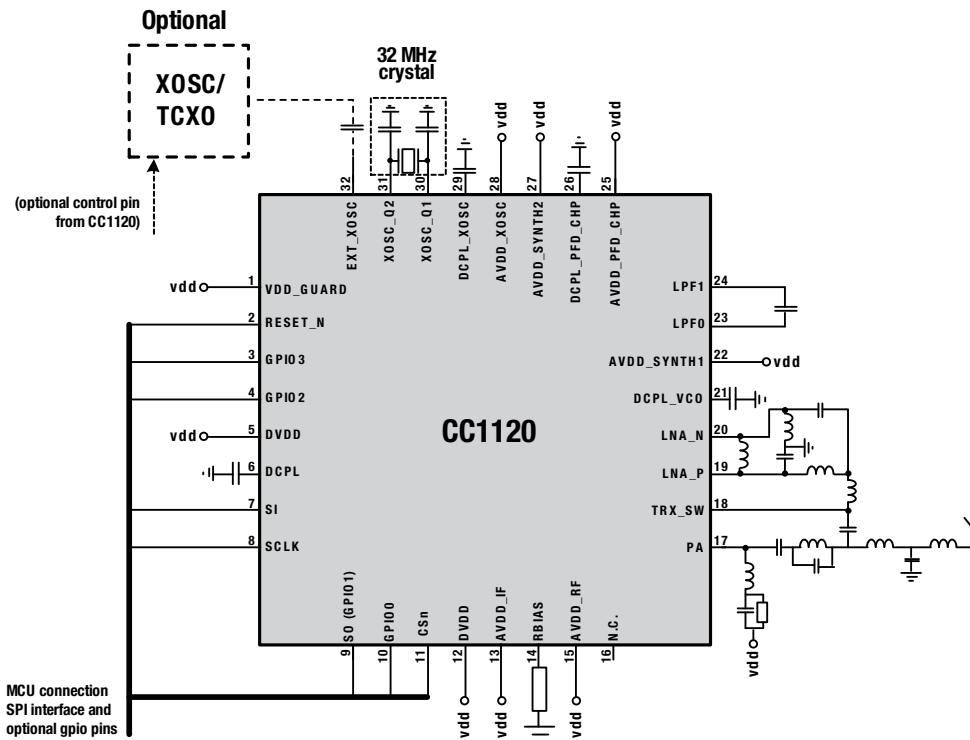 Optional
XOSC/
TCXO
32 MHz
crystal
(optional control pin
from CC1120)
vdd
vdd
vdd
32
31
30
29
28
27
26
25
EXT_XOSC
XOSC_Q2
XOSC_Q1
DCPL_XOSC
AVDD_XOSC
AVDD_SYNTH2
DCPL_PFD_CHP
AVDD_PFD_CHP
vdd 1 VDD_GUARD
2 RESET_N
3 GPIO3
4 GPIO2
vdd 5 DVDD
6 DCPL
7 SI
8 SCLK
CC1120
LPF1 24
LPF0 23
AVDD_SYNTH1 22 vdd
DCPL_VCO 21
LNA_N 20
LNA_P 19
TRX_SW 18
PA 17
vdd
SO (GPIO1)
GPIO0
CSn
DVDD
AVDD_IF
RBIAS
AVDD_RF
N.C.
9
10
11
12
13
14
15
16
vdd
vdd
vdd
MCU connection
SPI interface and
optional gpio pins